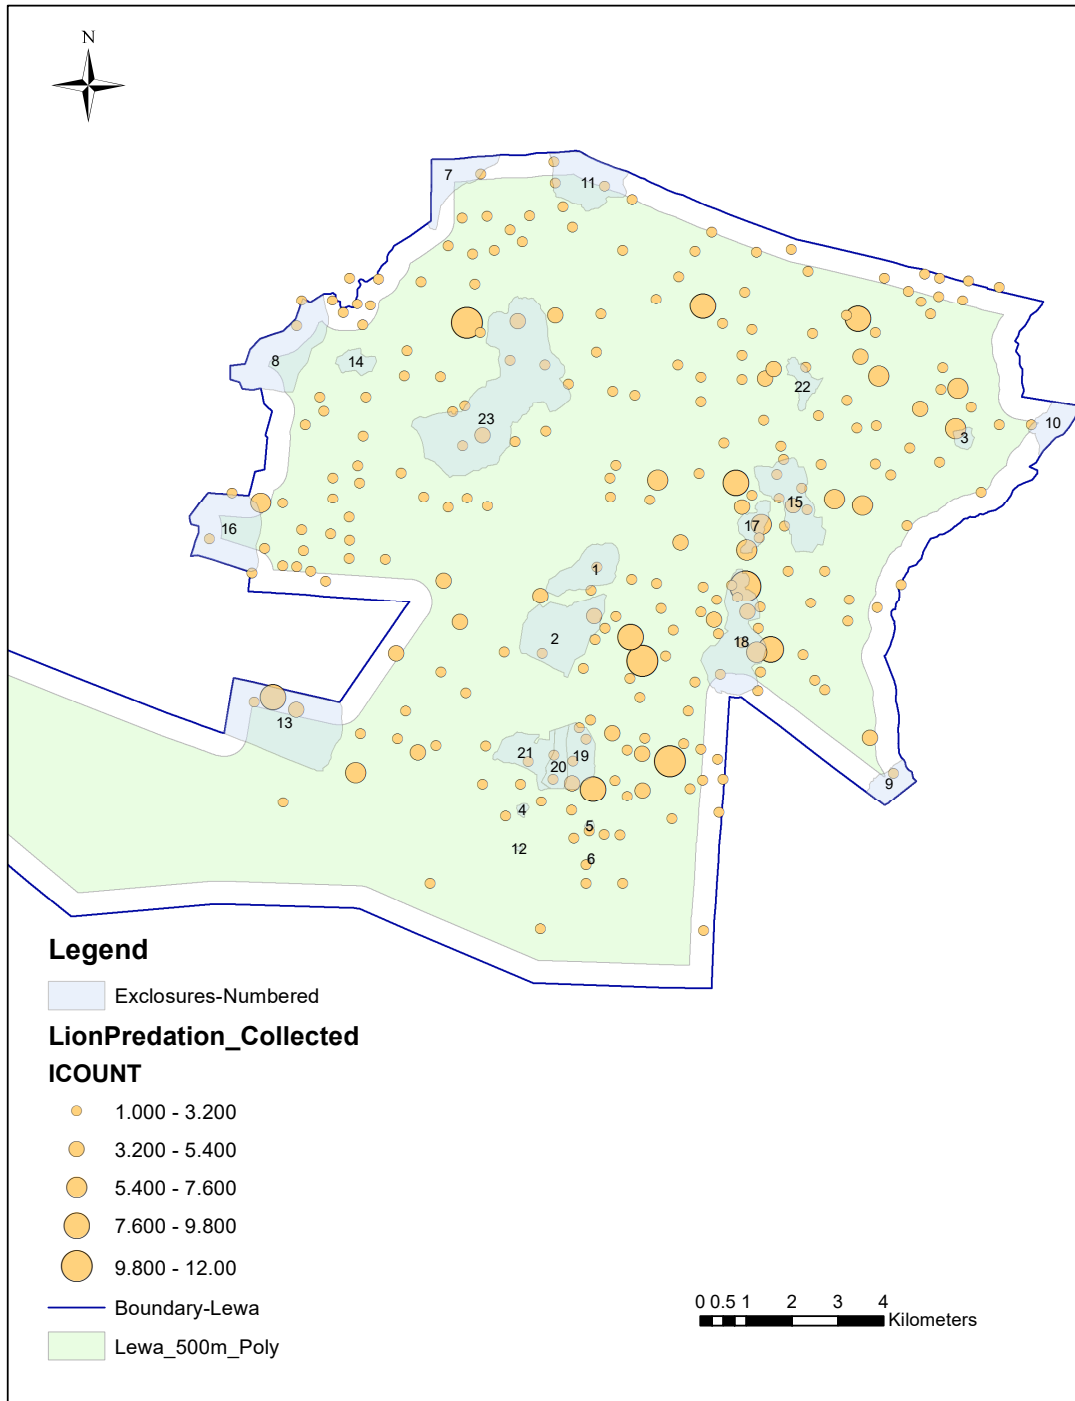 N
7
11
8
14
22
23
3
10
16
15
17
1
2
18
13
21
19
20
9
4
5
12
6
Legend
Exclosures-Numbered
LionPredation_Collected
ICOUNT
1.000 - 3.200
3.200 - 5.400
5.400 - 7.600
7.600 - 9.800
9.800 - 12.00
Boundary-Lewa
Lewa_500m_Poly
0 0.5 1 2 3 4
Kilometers